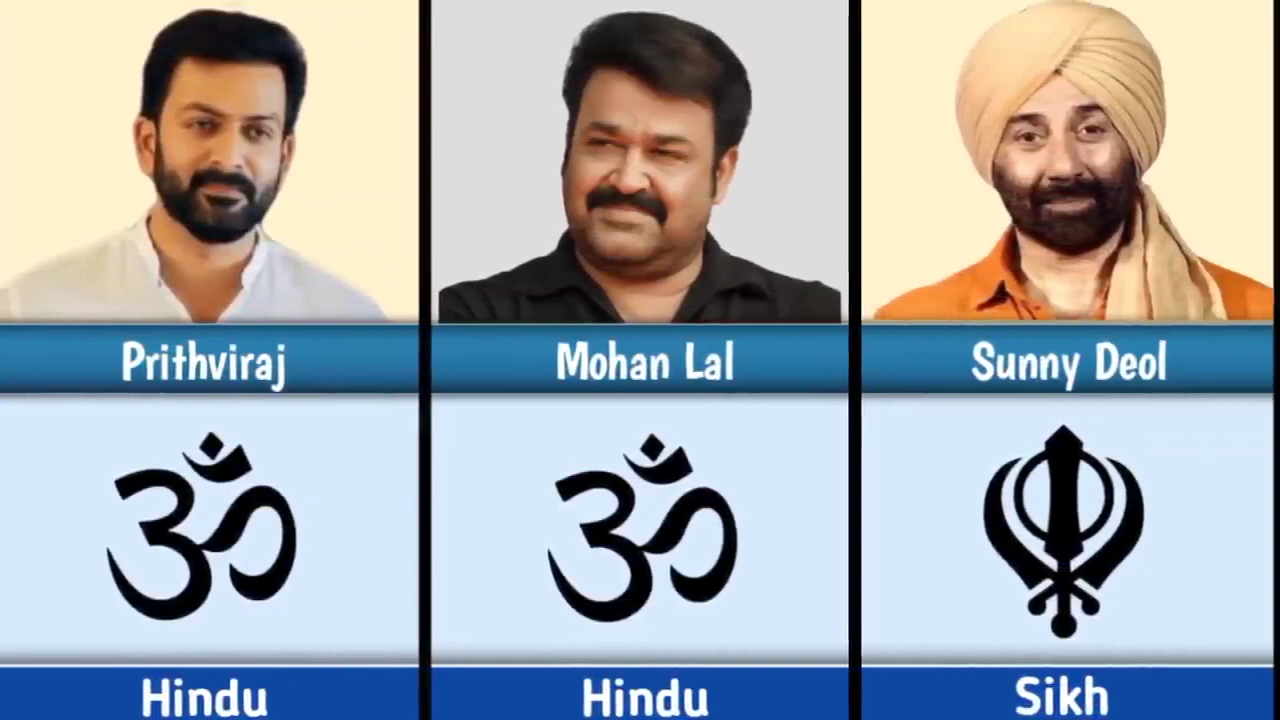 Prithviraj
Mohan Lal
Sunny Deol
ॐ
ॐ
Hindu
Hindu
Sikh